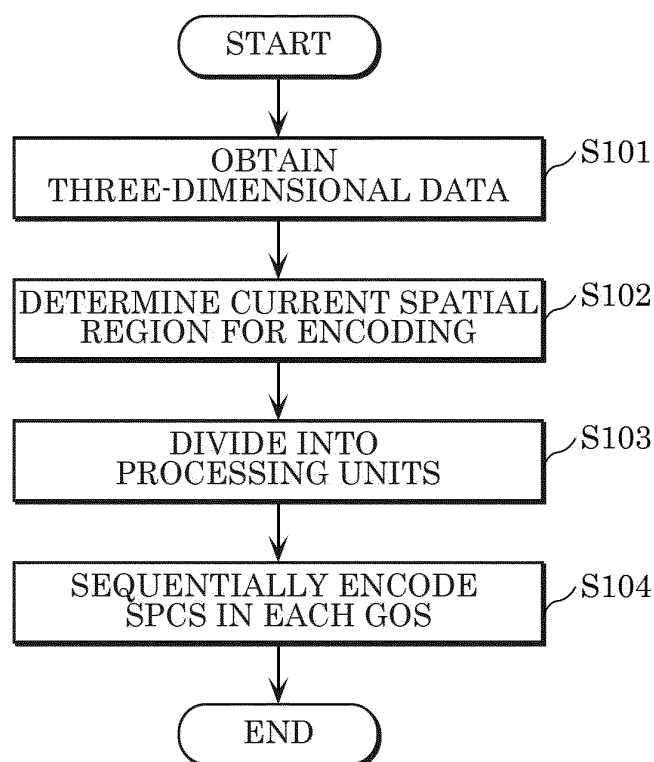 START
OBTAIN
THREE-DIMENSIONAL DATA
S101
DETERMINE CURRENT SPATIAL
REGION FOR ENCODING
S102
DIVIDE INTO
PROCESSING UNITS
S103
SEQUENTIALLY ENCODE
SPCS IN EACH GOS
S104
END